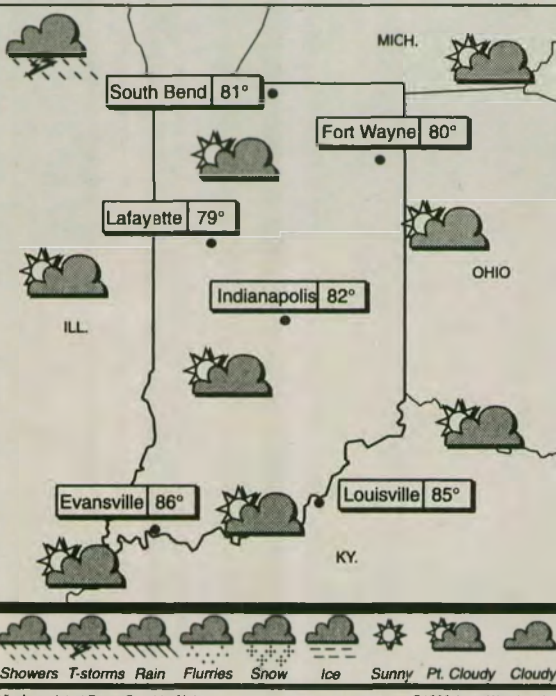 MICH.
South Bend 81°
Fort Wayne 80°
Lafayette 79°
OHIO
Indianapolis 82°
ILL.
Evansville 86°
Louisville 85°
KY.
Showers T-storms Rain Flurries Snow Ice Sunny Pt. Cloudy Cloudy